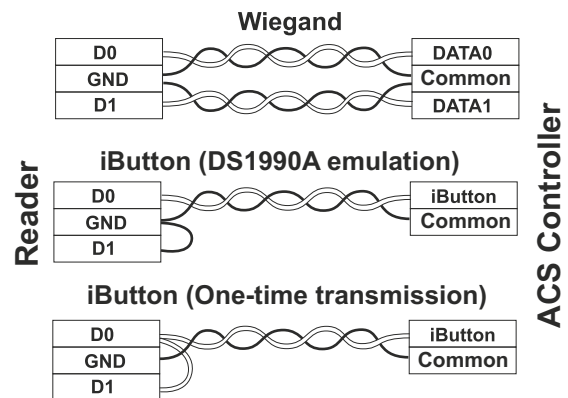 Wiegand
D0
GND
D1
DATA0
Common
DATA1
iButton (DS1990A emulation)
D0
GND
D1
iButton
Common
iButton (One-time transmission)
D0
GND
D1
iButton
Common
Reader
ACS Controller